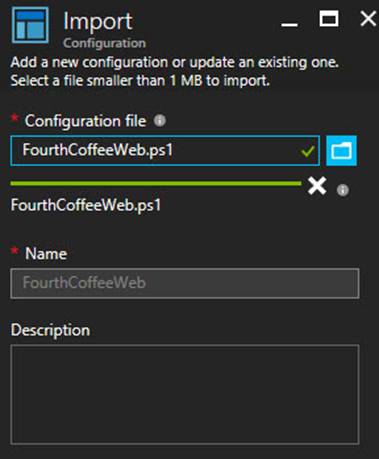 Import
Configuration
Add a new configuration or update an existing one.
Select a file smaller than 1 MB to import.
* Configuration file
FourthCoffeeWeb.ps1
FourthCoffeeWeb.ps1
* Name
FourthCoffeeWeb
Description